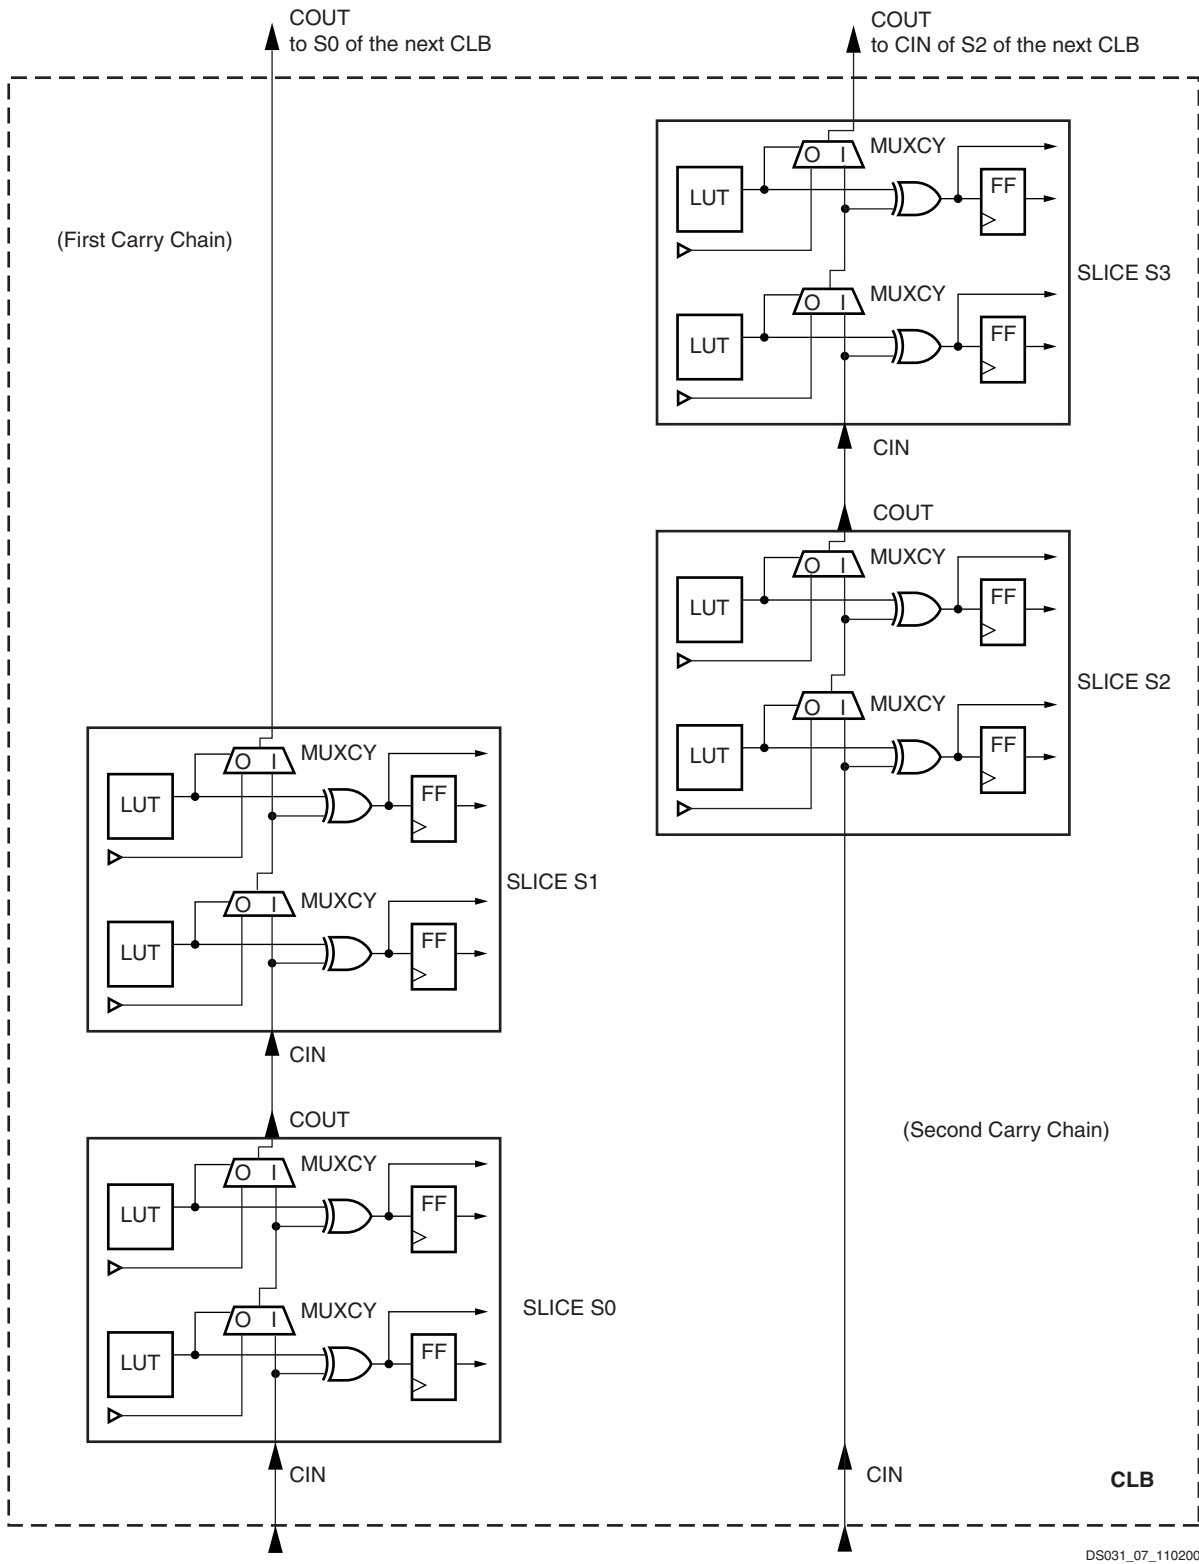 COUT
to S0 of the next CLB
COUT
to CIN of S2 of the next CLB
(First Carry Chain)
O I
MUXCY
LUT
FF
SLICE S3
O I
MUXCY
LUT
FF
CIN
COUT
O I
MUXCY
LUT
FF
SLICE S2
O I
MUXCY
LUT
FF
O I
MUXCY
LUT
FF
SLICE S1
O I
MUXCY
LUT
FF
CIN
COUT
(Second Carry Chain)
O I
MUXCY
LUT
FF
SLICE S0
O I
MUXCY
LUT
FF
CIN
CIN
CLB
DS031_07_110200